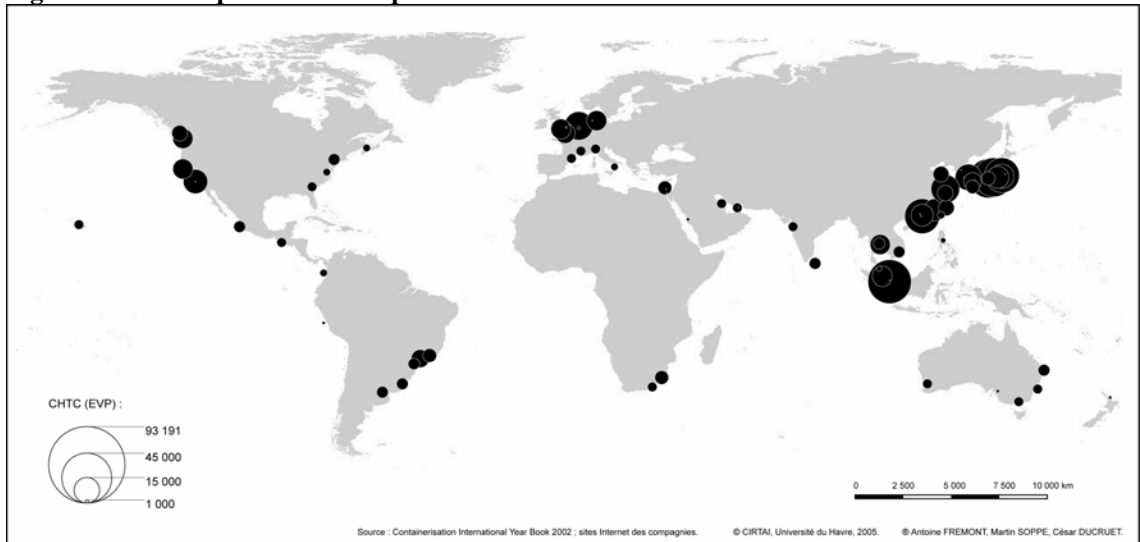 CHTC (EVP) :
93 191
45 000
15 000
1 000
0 2 500 5 000 7 500 10 000 km
Source : Containerisation International Year Book 2002 ; sites Internet des compagnies. © CIRTAI, Université du Havre, 2005. ® Antoine FREMONT, Martin SOPPE, César DUCRUET.